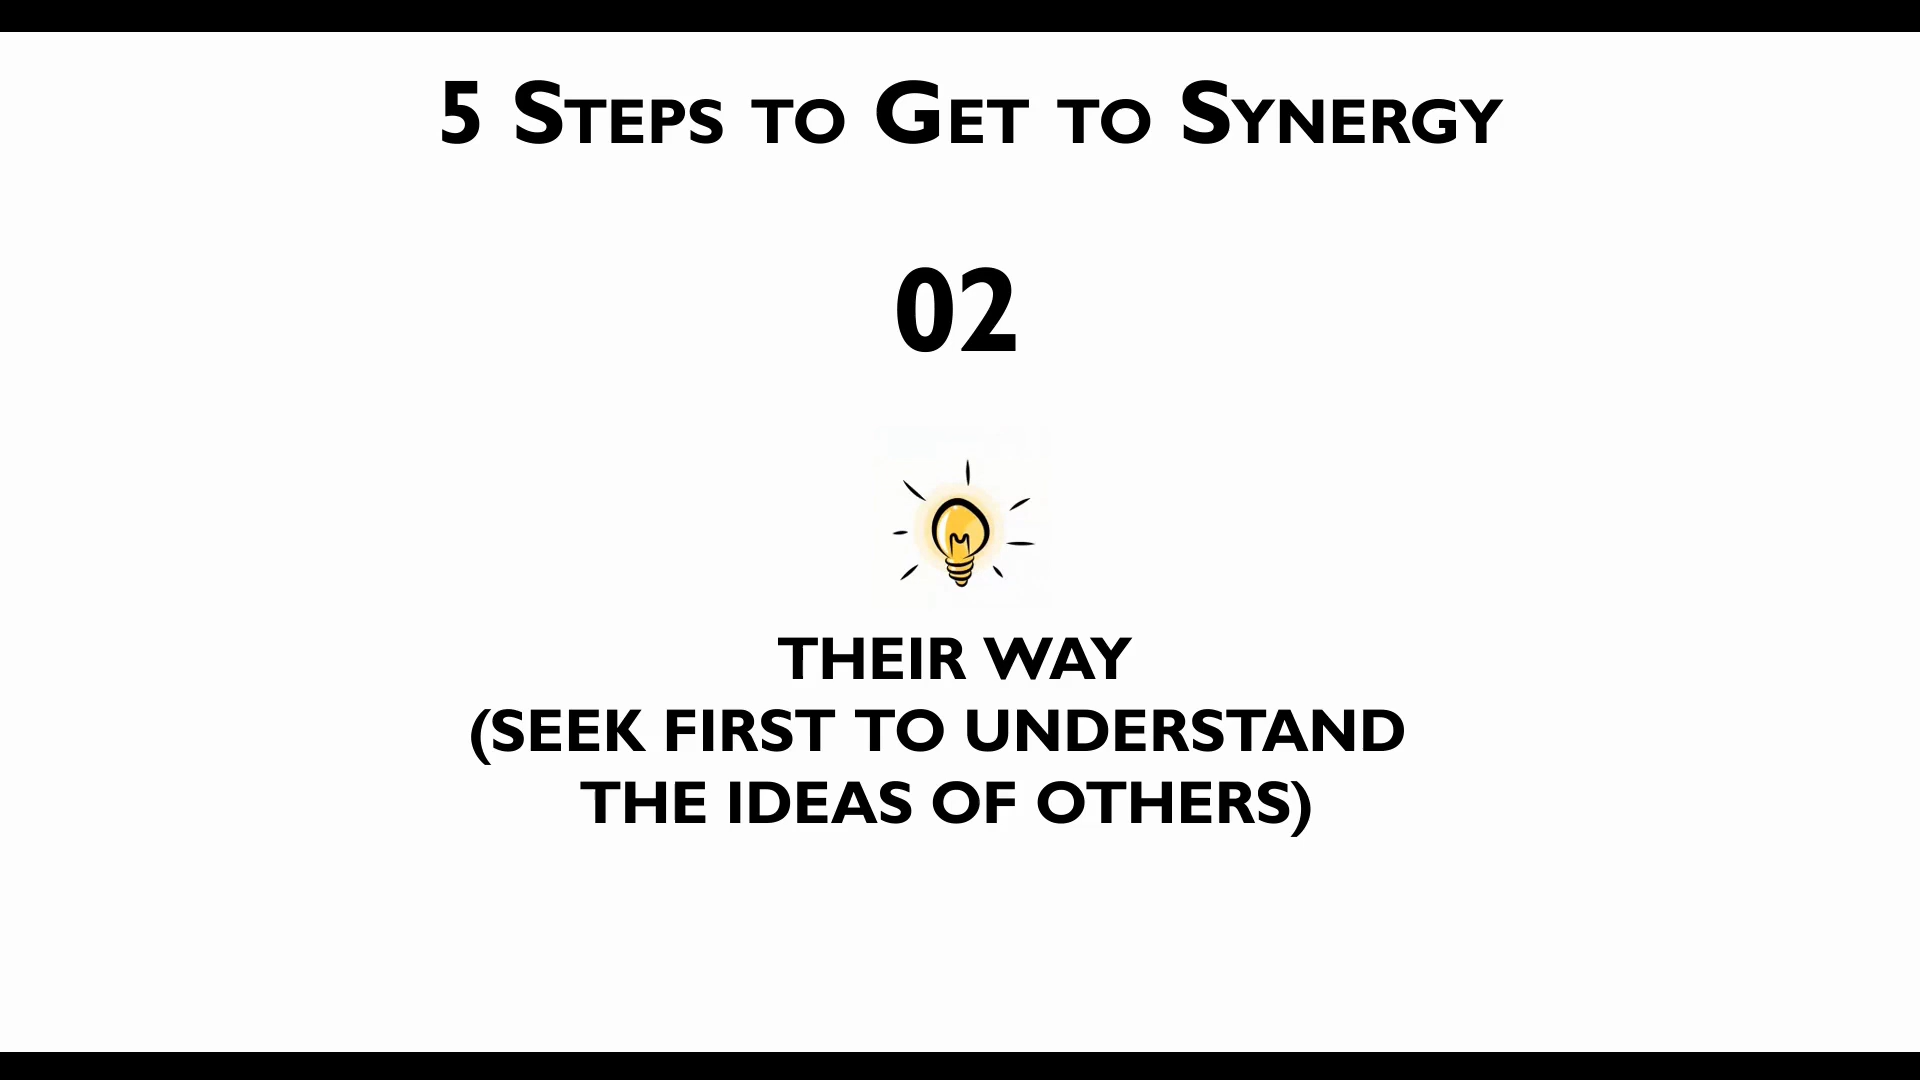 5 Steps to Get to Synergy
02
THEIR WAY
(SEEK FIRST TO UNDERSTAND
THE IDEAS OF OTHERS)